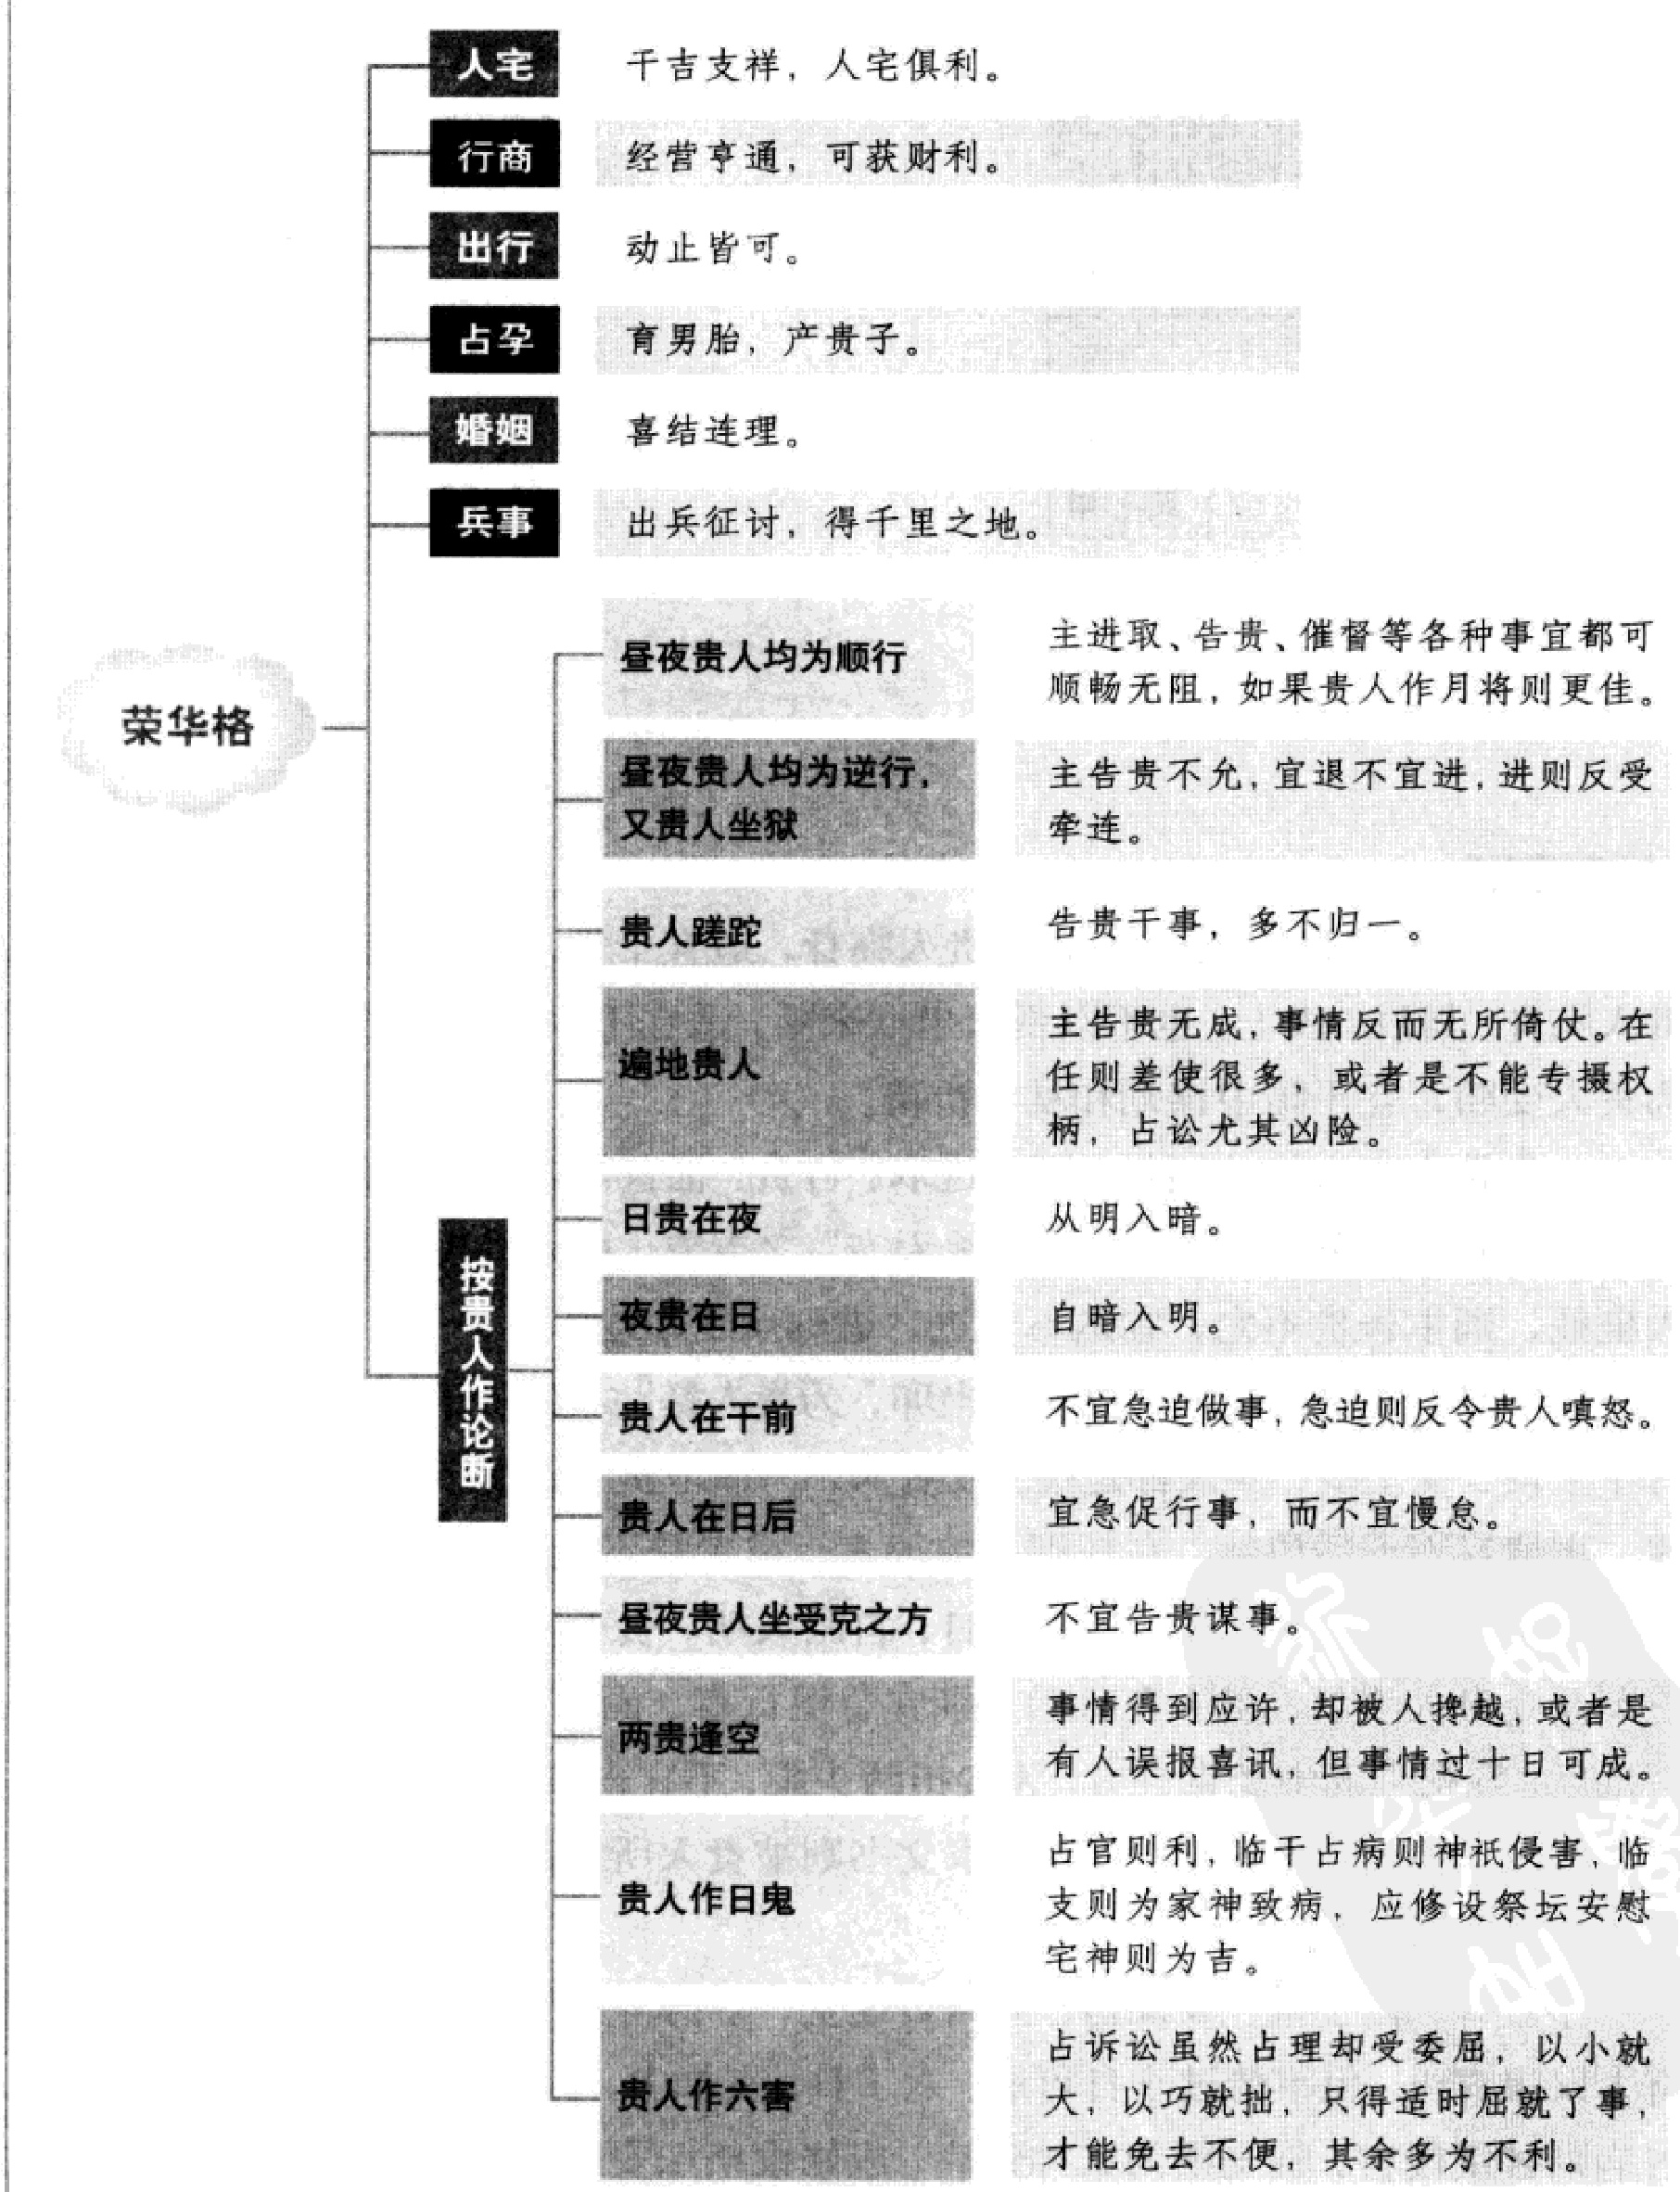 人宅
干吉支祥，人宅俱利。
行商
经营亨通，可获财利。
出行
动止皆可。
占孕
育男胎，产贵子。
婚姻
喜结连理。
兵事
出兵征讨，得千里之地。
荣华格
按贵人作论断
昼夜贵人均为顺行
主进取、告贵、催督等各种事宜都可
顺畅无阻，如果贵人作月将则更佳。
昼夜贵人均为逆行，
又贵人坐狱
主告贵不允，宜退不宜进，进则反受
牵连。
贵人蹉跎
告贵干事，多不归一。
遍地贵人
主告贵无成，事情反而无所倚仗。在
任则差使很多，或者是不能专摄权
柄，占讼尤其凶险。
日贵在夜
从明入暗。
夜贵在日
自暗入明。
贵人在干前
不宜急迫做事，急迫则反令贵人嗔怒。
贵人在日后
宜急促行事，而不宜慢怠。
昼夜贵人坐受克之方
不宜告贵谋事。
两贵逢空
事情得到应许，却被人搀越，或者是
有人误报喜讯，但事情过十日可成。
贵人作日鬼
占官则利，临干占病则神祇侵害，临
支则为家神致病，应修设祭坛安慰
宅神则为吉。
贵人作六害
占诉讼虽然占理却受委屈，以小就
大，以巧就拙，只得适时屈就了事，
才能免去不便，其余多为不利。